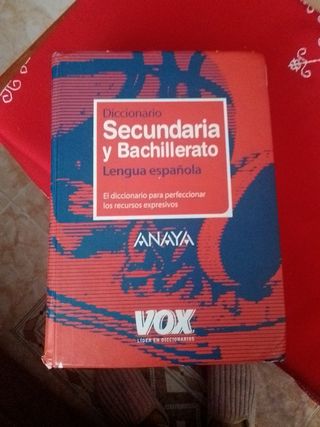 Diccionario
Secundaria
y Bachillerato
Lengua española
El diccionario para perfeccionar
los recursos expresivos
ANAYA
VOX
LÍDER EN DICCIONARIOS